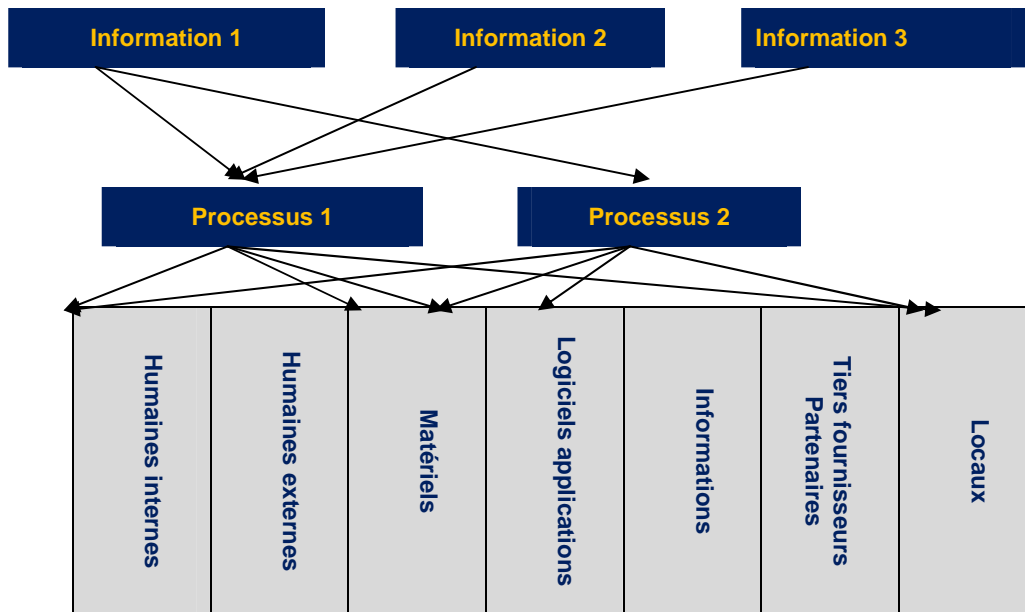 Information 1
Information 2
Information 3
Processus 1
Processus 2
Humaines internes
Humaines externes
Matériels
Logiciels applications
Informations
Tiers fournisseurs
Partenaires
Locaux